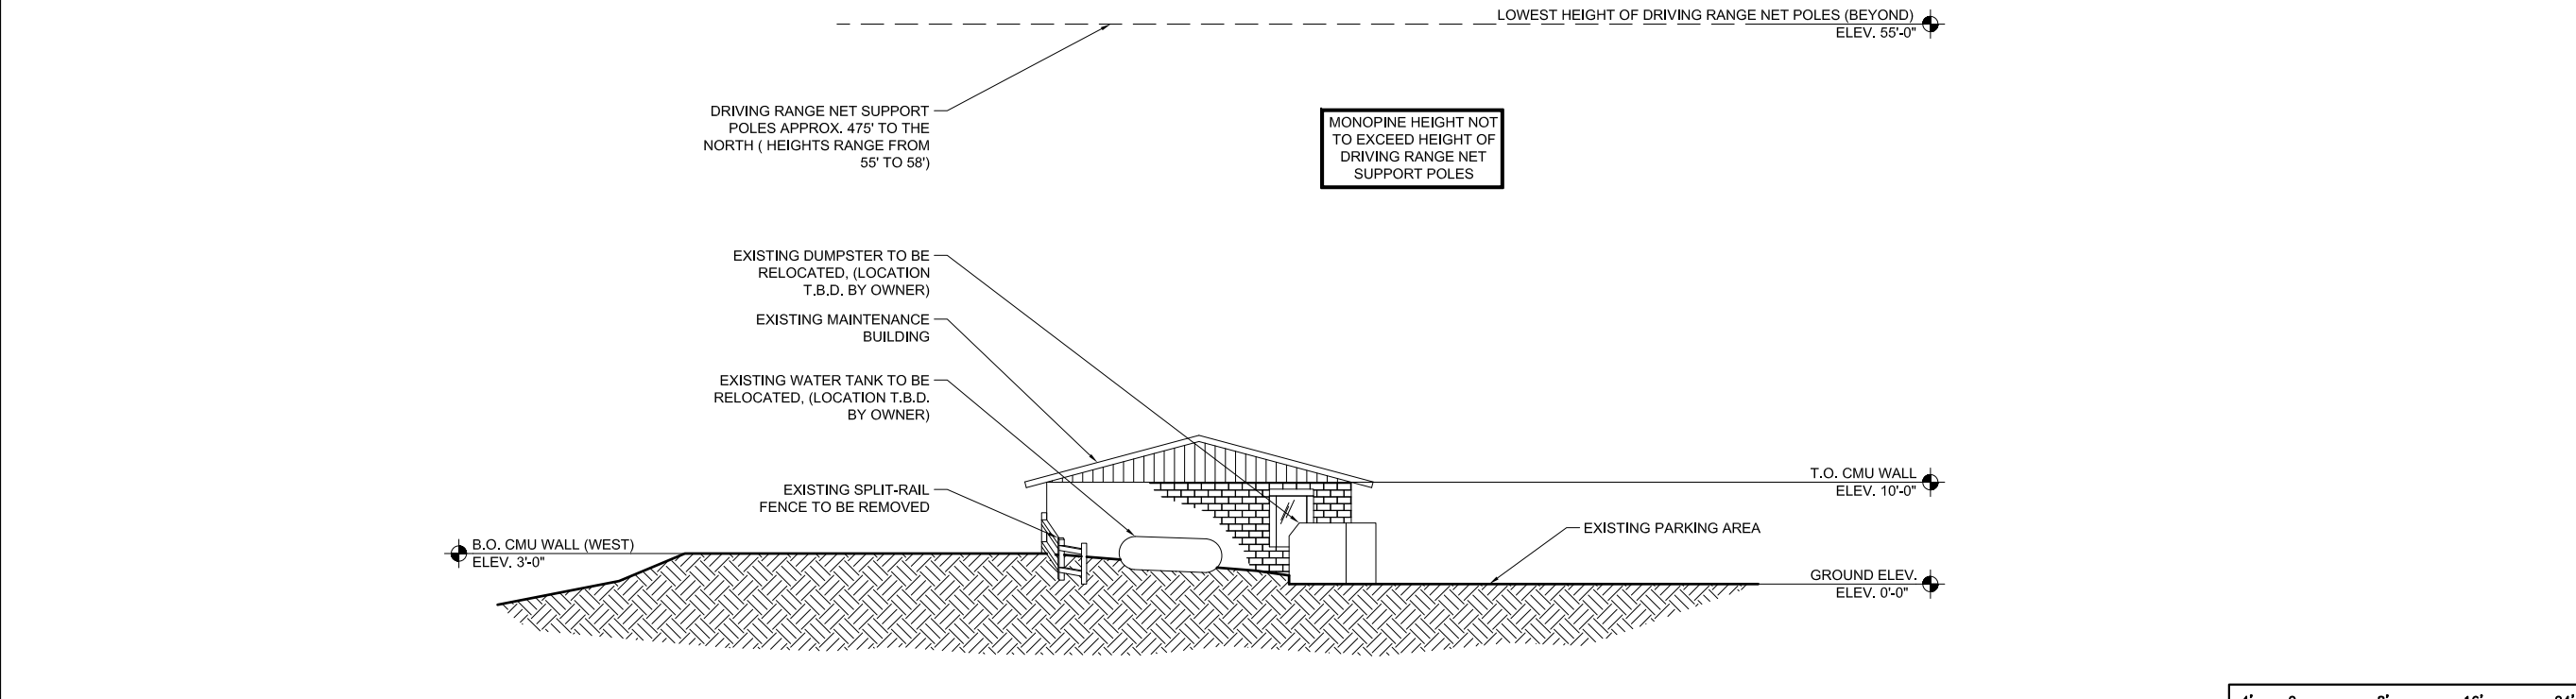 LOWEST HEIGHT OF DRIVING RANGE NET POLES (BEYOND)
ELEV. 55'-0"
DRIVING RANGE NET SUPPORT
POLES APPROX. 475' TO THE
NORTH ( HEIGHTS RANGE FROM
55' TO 58')
MONOPINE HEIGHT NOT
TO EXCEED HEIGHT OF
DRIVING RANGE NET
SUPPORT POLES
EXISTING DUMPSTER TO BE
RELOCATED, (LOCATION
T.B.D. BY OWNER)
EXISTING MAINTENANCE
BUILDING
EXISTING WATER TANK TO BE
RELOCATED, (LOCATION T.B.D.
BY OWNER)
EXISTING SPLIT-RAIL
FENCE TO BE REMOVED
T.O. CMU WALL
ELEV. 10'-0"
EXISTING PARKING AREA
B.O. CMU WALL (WEST)
ELEV. 3'-0"
GROUND ELEV.
ELEV. 0'-0"